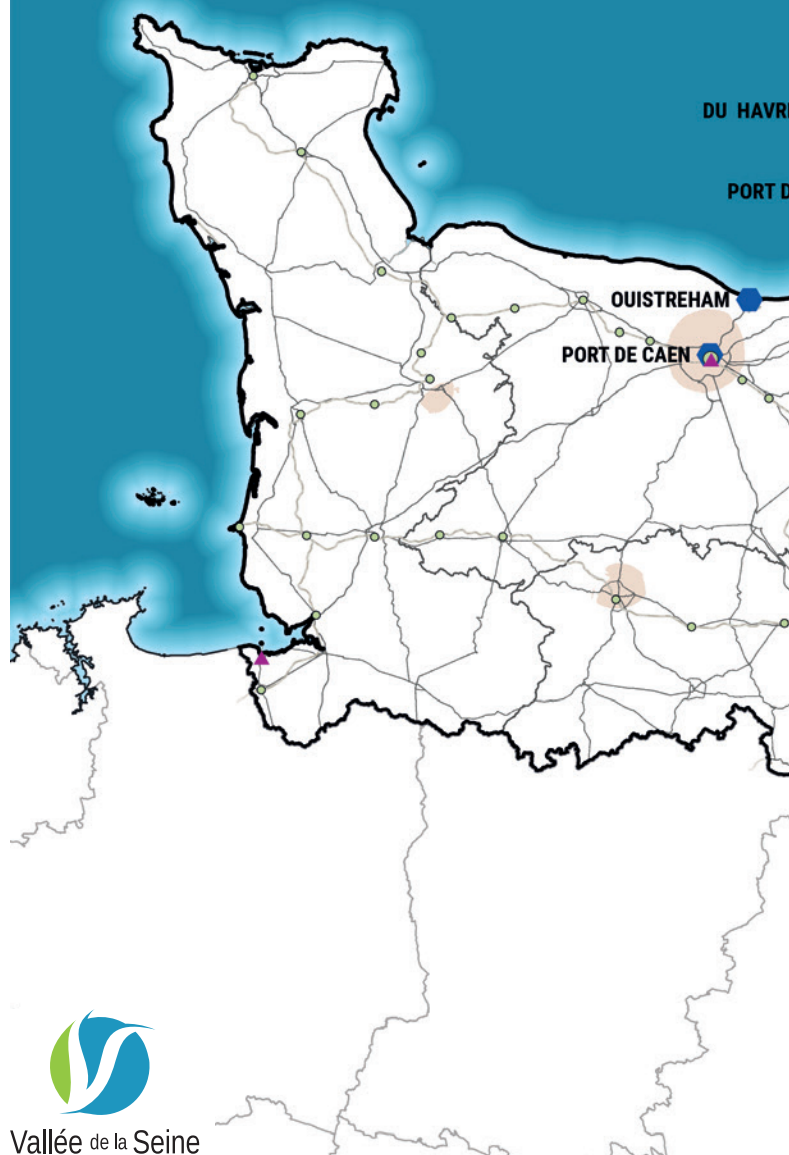 DU HAVR
PORT D
OUISTREHAM
PORT DE CAEN
Vallée de la Seine